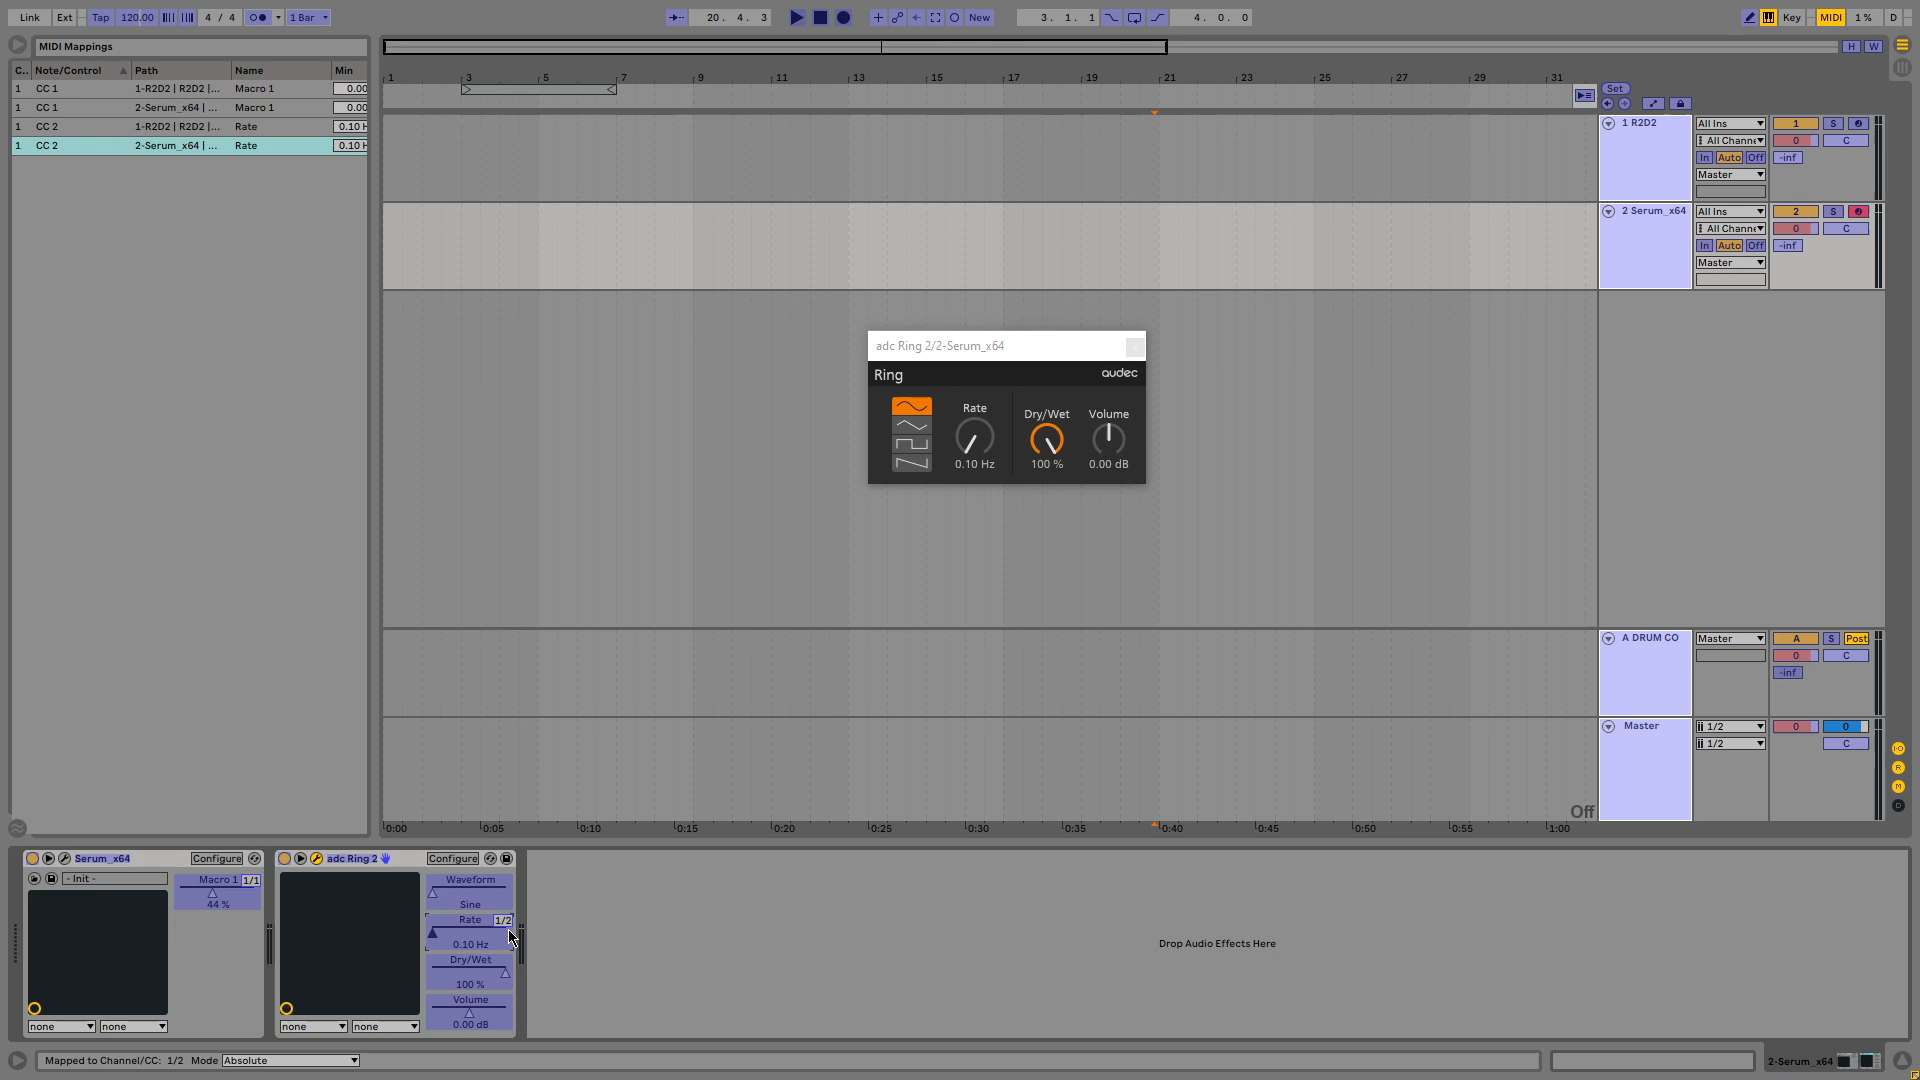 Link Ext Tap 120.00 4 / 4 1 Bar 20. 4. 3 New 3. 1. 1 4. 0. 0 Key MIDI 1 % D
MIDI Mappings
H W
C.. Note/Control Path Name Min
1 CC 1 1-R2D2 | R2D2 |... Macro 1 0.00
1 CC 1 2-Serum_x64 | ... Macro 1 0.00
1 CC 2 1-R2D2 | R2D2 |... Rate 0.10 H
1 CC 2 2-Serum_x64 | ... Rate 0.10 H
1 3 5 7 9 11 13 15 17 19 21 23 25 27 29 31
Set
1 R2D2 All Ins 1 S
All Channe 0 C
In Auto Off -inf
Master
2 Serum_x64 All Ins 2 S
All Channe 0 C
In Auto Off -inf
Master
adc Ring 2/2-Serum_x64
Ring audec
Rate Dry/Wet Volume
0.10 Hz 100 % 0.00 dB
A DRUM CO Master A S Post
0 C
-inf
Master 1/2 0 0
1/2 C
Off
0:00 0:05 0:10 0:15 0:20 0:25 0:30 0:35 0:40 0:45 0:50 0:55 1:00
I·O
R
M
D
Serum_x64 Configure
- Init -
Macro 1 1/1
44 %
none none
adc Ring 2 Configure
Waveform
Sine
Rate 1/2
0.10 Hz
Dry/Wet
100 %
Volume
0.00 dB
none none
Drop Audio Effects Here
Mapped to Channel/CC: 1/2 Mode Absolute
2-Serum_x64